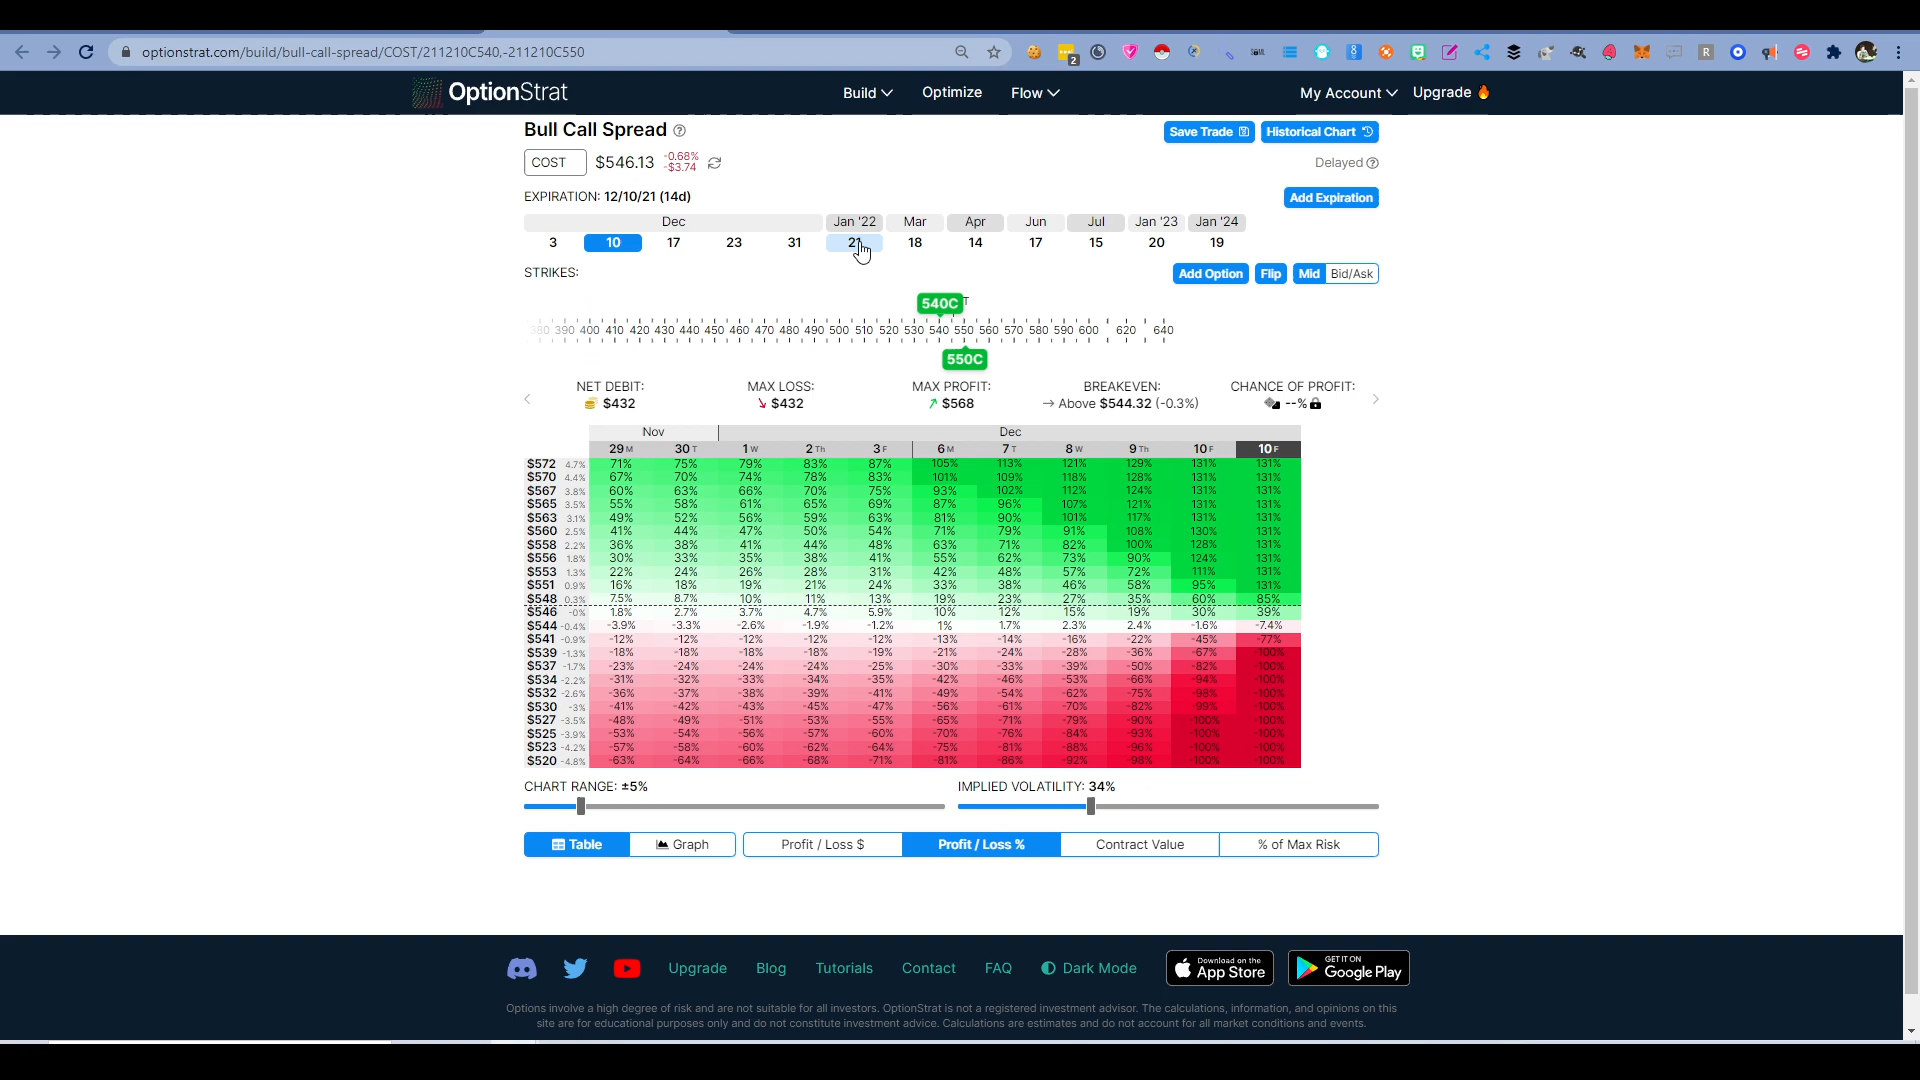 optionstrat.com/build/bull-call-spread/COST/211210C540,-211210C550
2
OptionStrat Build Optimize Flow My Account Upgrade
Bull Call Spread Save Trade Historical Chart
COST $546.13 -0.68% -$3.74 Delayed
EXPIRATION: 12/10/21 (14d) Add Expiration
Dec Jan '22 Mar Apr Jun Jul Jan '23 Jan '24
3 10 17 23 31 21 18 14 17 15 20 19
STRIKES: Add Option Flip Mid Bid/Ask
540C
380 390 400 410 420 430 440 450 460 470 480 490 500 510 520 530 540 550 560 570 580 590 600 620 640
550C
NET DEBIT: MAX LOSS: MAX PROFIT: BREAKEVEN: CHANCE OF PROFIT:
$432 $432 $568 → Above $544.32 (-0.3%) --%
Nov Dec
29 M 30 T 1 W 2 Th 3 F 6 M 7 T 8 W 9 Th 10 F 10 F
$572 4.7% 71% 75% 79% 83% 87% 105% 113% 121% 129% 131% 131%
$570 4.4% 67% 70% 74% 78% 83% 101% 109% 118% 128% 131% 131%
$567 3.8% 60% 63% 66% 70% 75% 93% 102% 112% 124% 131% 131%
$565 3.5% 55% 58% 61% 65% 69% 87% 96% 107% 121% 131% 131%
$563 3.1% 49% 52% 56% 59% 63% 81% 90% 101% 117% 131% 131%
$560 2.5% 41% 44% 47% 50% 54% 71% 79% 91% 108% 130% 131%
$558 2.2% 36% 38% 41% 44% 48% 63% 71% 82% 100% 128% 131%
$556 1.8% 30% 33% 35% 38% 41% 55% 62% 73% 90% 124% 131%
$553 1.3% 22% 24% 26% 28% 31% 42% 48% 57% 72% 111% 131%
$551 0.9% 16% 18% 19% 21% 24% 33% 38% 46% 58% 95% 131%
$548 0.3% 7.5% 8.7% 10% 11% 13% 19% 23% 27% 35% 60% 85%
$546 -0% 1.8% 2.7% 3.7% 4.7% 5.9% 10% 12% 15% 19% 30% 39%
$544 -0.4% -3.9% -3.3% -2.6% -1.9% -1.2% 1% 1.7% 2.3% 2.4% -1.6% -7.4%
$541 -0.9% -12% -12% -12% -12% -12% -13% -14% -16% -22% -45% -77%
$539 -1.3% -18% -18% -18% -18% -19% -21% -24% -28% -36% -67% -100%
$537 -1.7% -23% -24% -24% -24% -25% -30% -33% -39% -50% -82% -100%
$534 -2.2% -31% -32% -33% -34% -35% -42% -46% -53% -66% -94% -100%
$532 -2.6% -36% -37% -38% -39% -41% -49% -54% -62% -75% -98% -100%
$530 -3% -41% -42% -43% -45% -47% -56% -61% -70% -82% -99% -100%
$527 -3.5% -48% -49% -51% -53% -55% -65% -71% -79% -90% -100% -100%
$525 -3.9% -53% -54% -56% -57% -60% -70% -76% -84% -93% -100% -100%
$523 -4.2% -57% -58% -60% -62% -64% -75% -81% -88% -96% -100% -100%
$520 -4.8% -63% -64% -66% -68% -71% -81% -86% -92% -98% -100% -100%
CHART RANGE: ±5% IMPLIED VOLATILITY: 34%
Table Graph Profit / Loss $ Profit / Loss % Contract Value % of Max Risk
Upgrade Blog Tutorials Contact FAQ Dark Mode Download on the App Store GET IT ON Google Play
Options involve a high degree of risk and are not suitable for all investors. OptionStrat is not a registered investment advisor. The calculations, information, and opinions on this
site are for educational purposes only and do not constitute investment advice. Calculations are estimates and do not account for all market conditions and events.